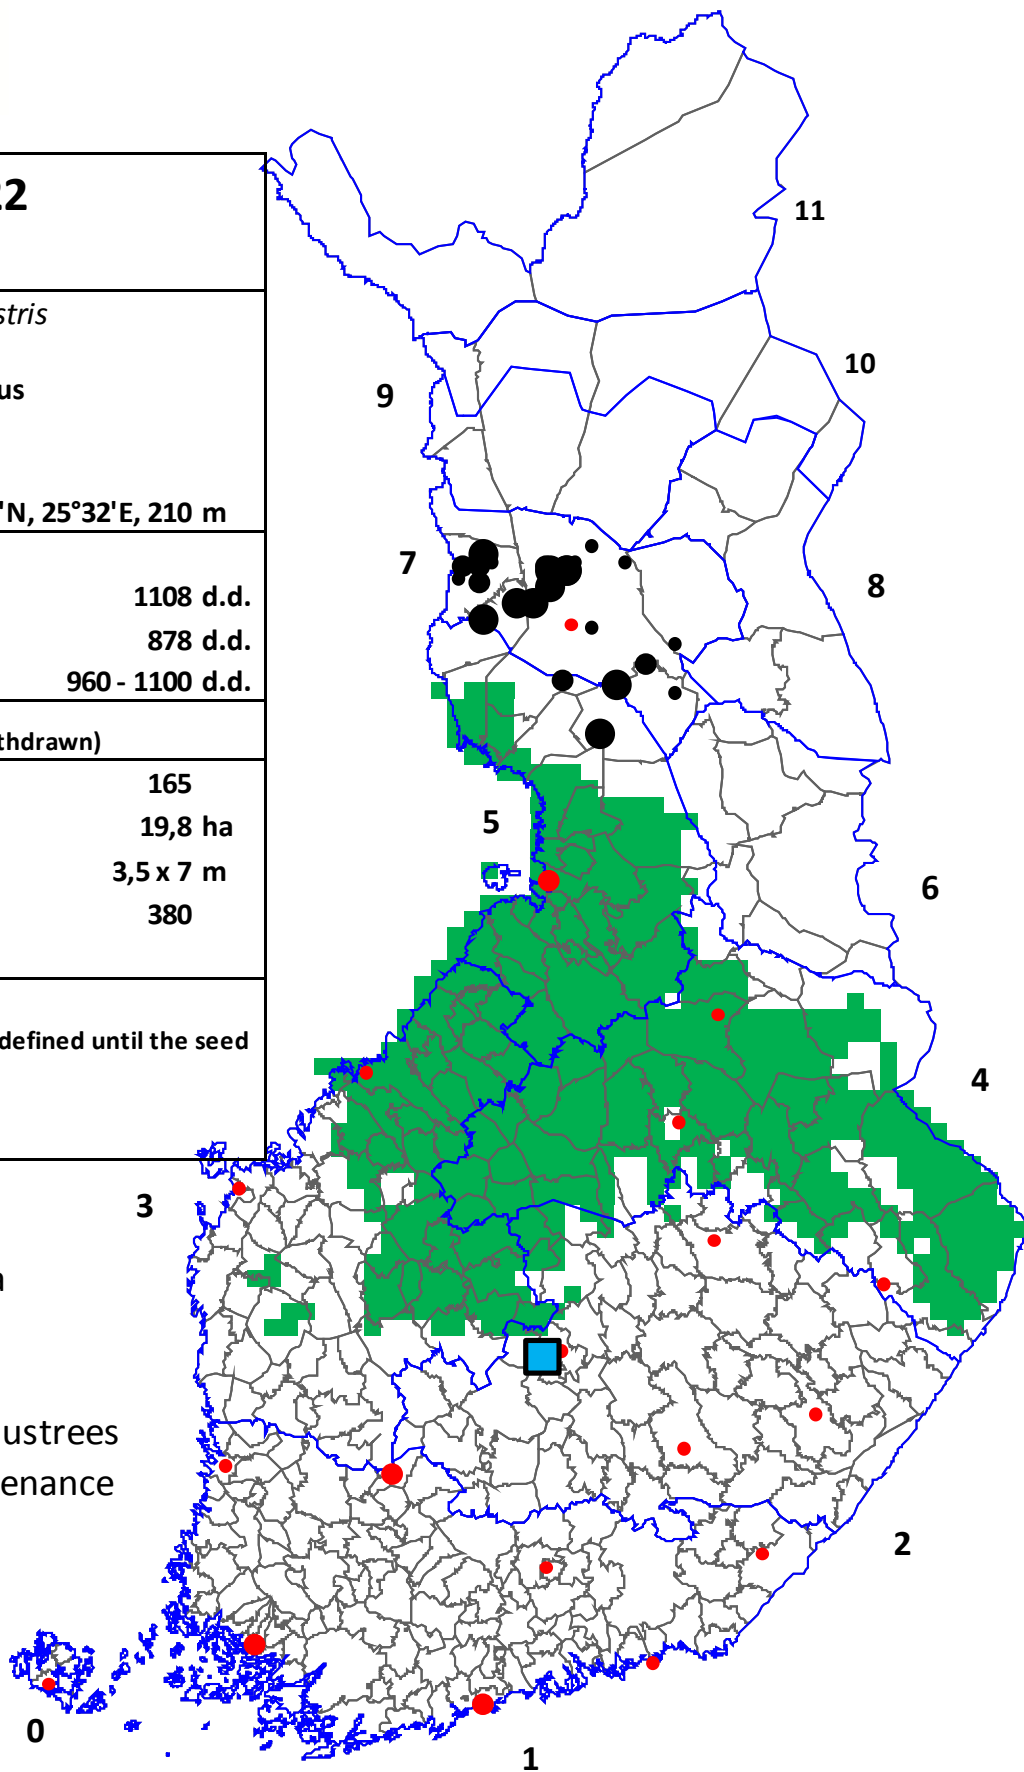 22
stris
us
'N, 25°32'E, 210 m
1108 d.d.
878 d.d.
960 - 1100 d.d.
thdrawn)
165
19,8 ha
3,5 x 7 m
380
defined until the seed
a
ustrees
enance
11
10
9
8
7
6
5
4
3
2
1
0